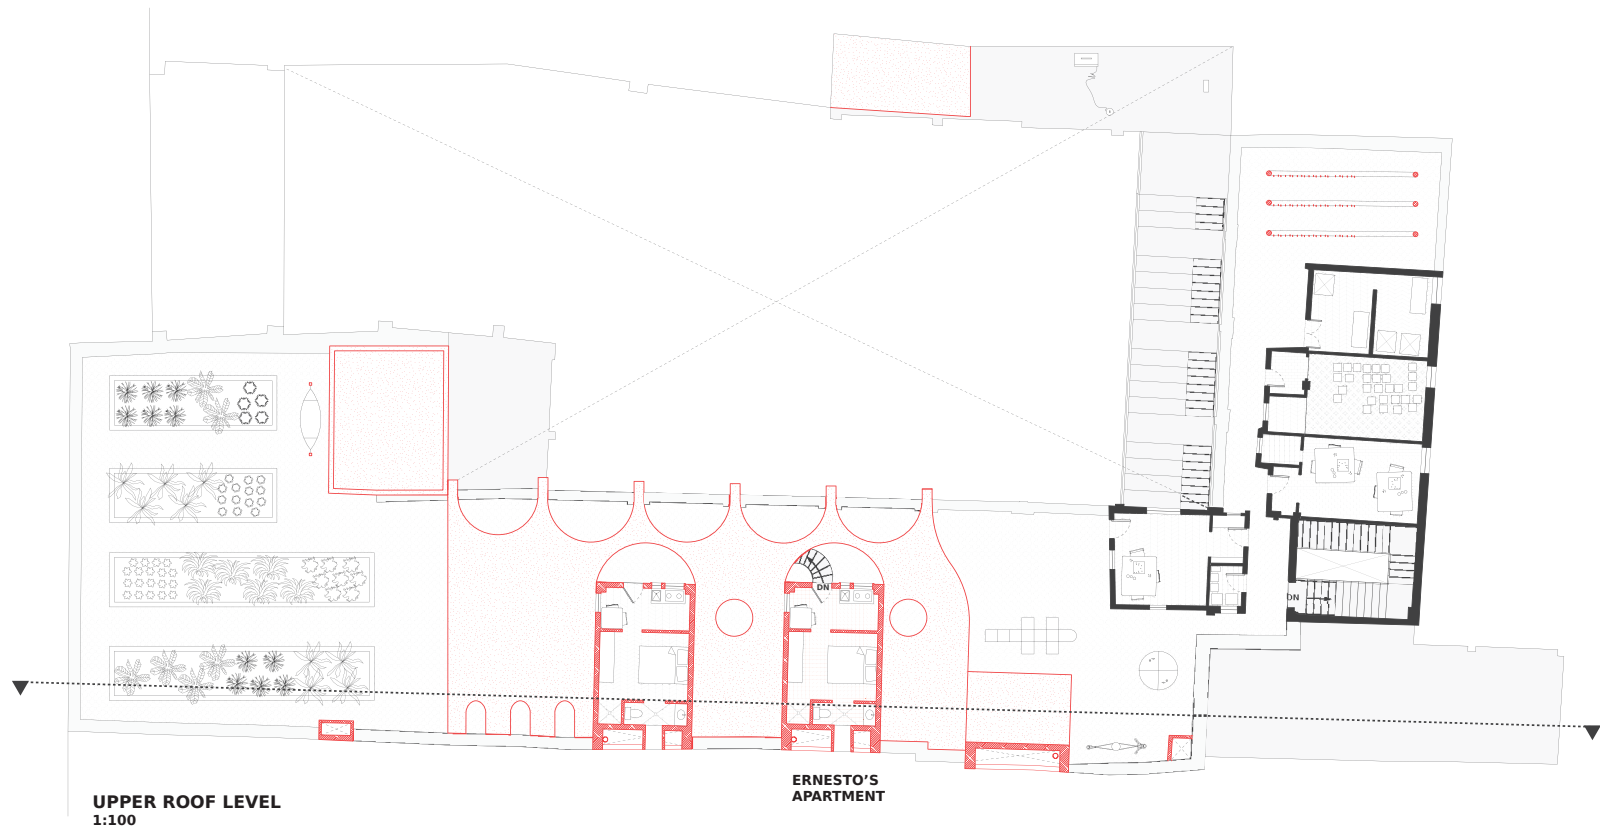 DN
DN
ERNESTO’S
APARTMENT
UPPER ROOF LEVEL
1:100